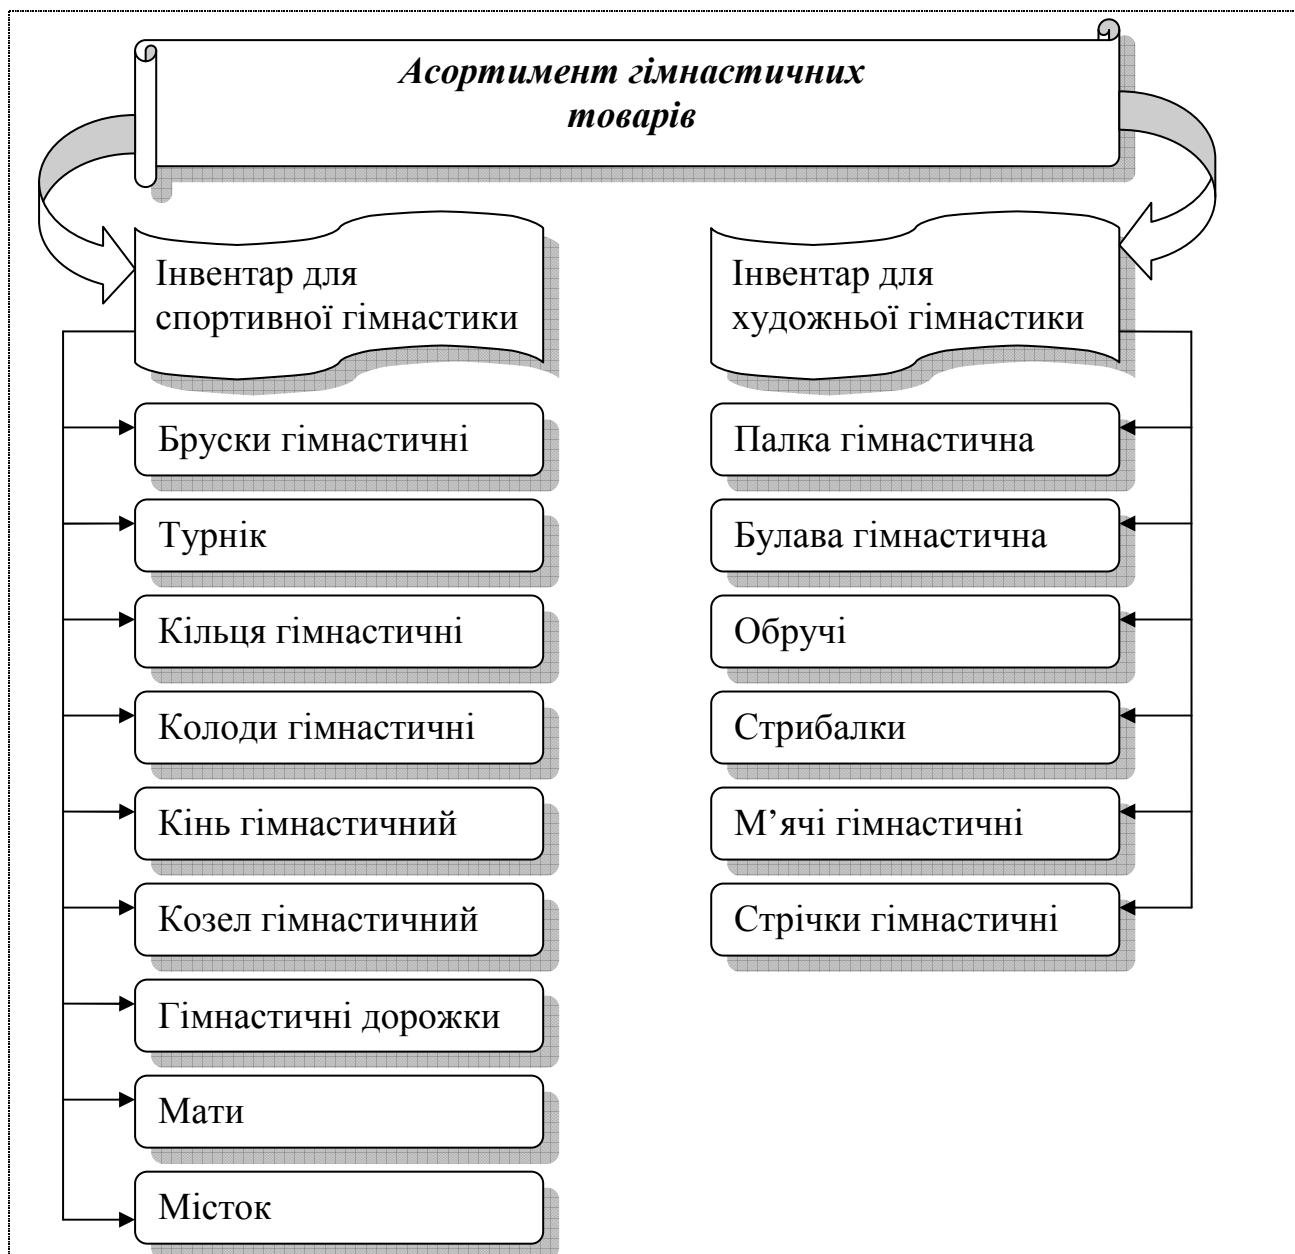 Асортимент гімнастичних
товарів
Інвентар для
спортивної гімнастики
Бруски гімнастичні
Турнік
Кільця гімнастичні
Колоди гімнастичні
Кінь гімнастичний
Козел гімнастичний
Гімнастичні дорожки
Мати
Місток
Інвентар для
художньої гімнастики
Палка гімнастична
Булава гімнастична
Обручі
Стрибалки
М’ячі гімнастичні
Стрічки гімнастичні